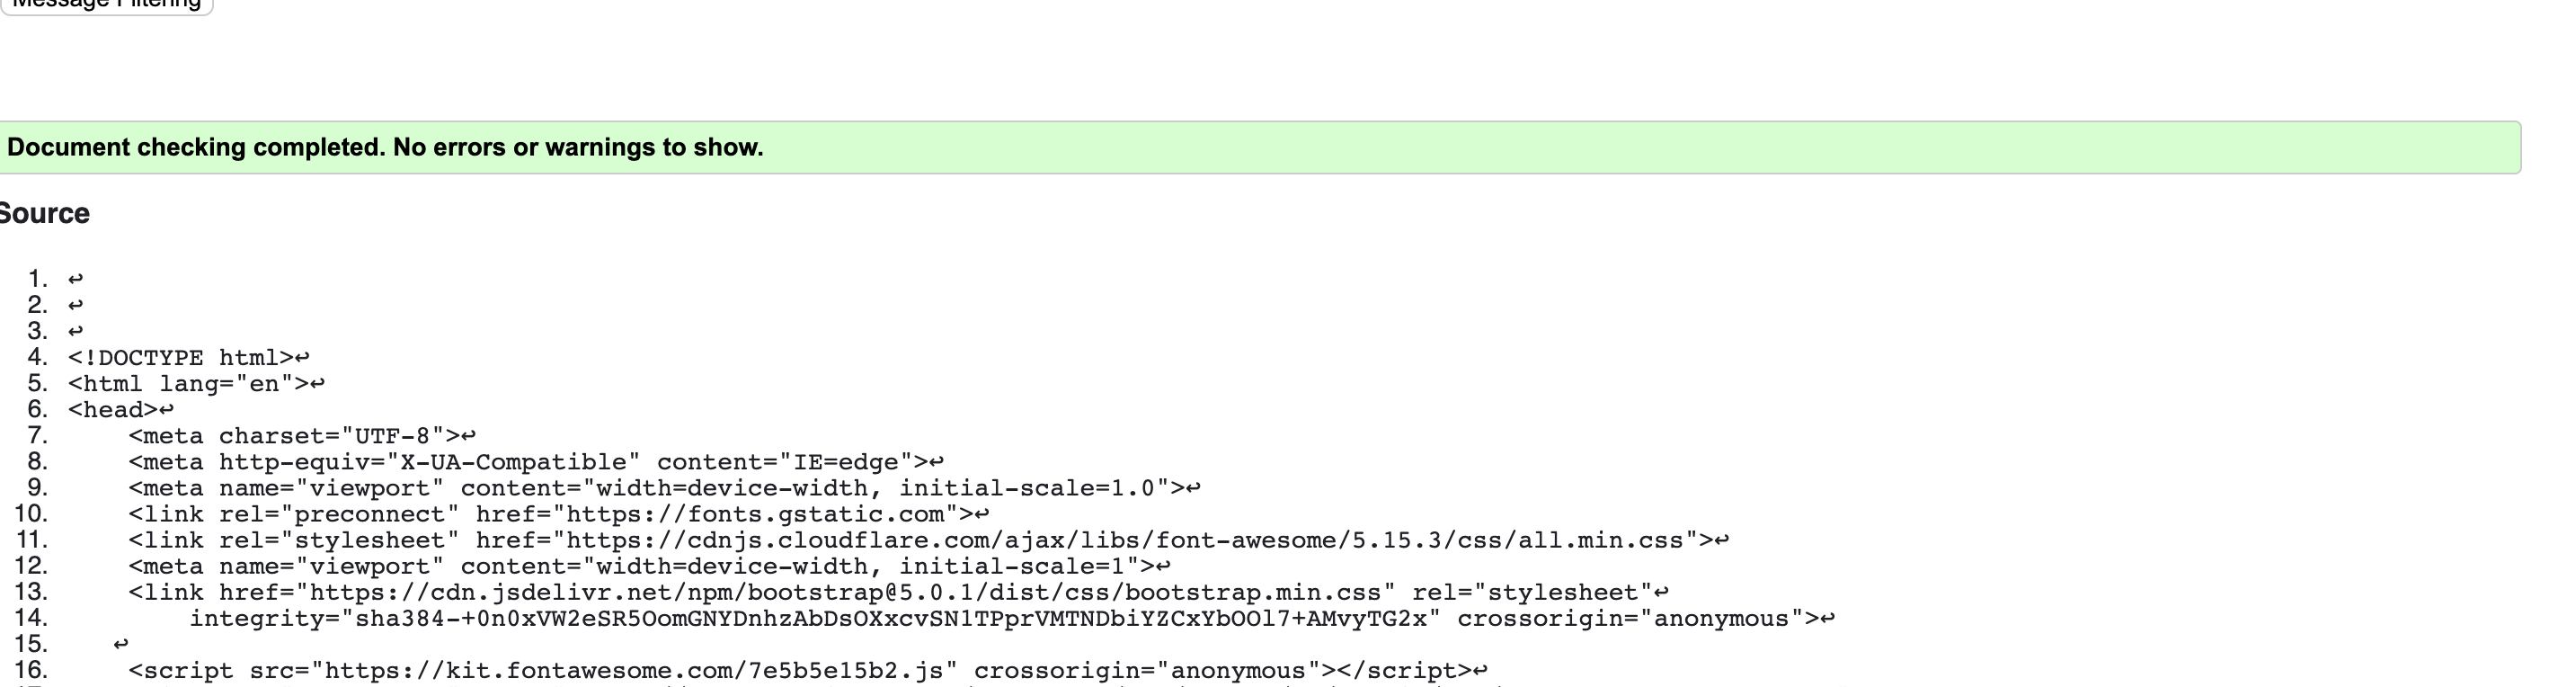 Message Filtering
Document checking completed. No errors or warnings to show.
Source
1. ↩
2. ↩
3. ↩
4. <!DOCTYPE html>↩
5. <html lang="en">↩
6. <head>↩
7.     <meta charset="UTF-8">↩
8.     <meta http-equiv="X-UA-Compatible" content="IE=edge">↩
9.     <meta name="viewport" content="width=device-width, initial-scale=1.0">↩
10.     <link rel="preconnect" href="https://fonts.gstatic.com">↩
11.     <link rel="stylesheet" href="https://cdnjs.cloudflare.com/ajax/libs/font-awesome/5.15.3/css/all.min.css">↩
12.     <meta name="viewport" content="width=device-width, initial-scale=1">↩
13.     <link href="https://cdn.jsdelivr.net/npm/bootstrap@5.0.1/dist/css/bootstrap.min.css" rel="stylesheet"↩
14.         integrity="sha384-+0n0xVW2eSR5OomGNYDnhzAbDsOXxcvSN1TPprVMTNDbiYZCxYbOOl7+AMvyTG2x" crossorigin="anonymous">↩
15.    ↩
16.     <script src="https://kit.fontawesome.com/7e5b5e15b2.js" crossorigin="anonymous"></script>↩